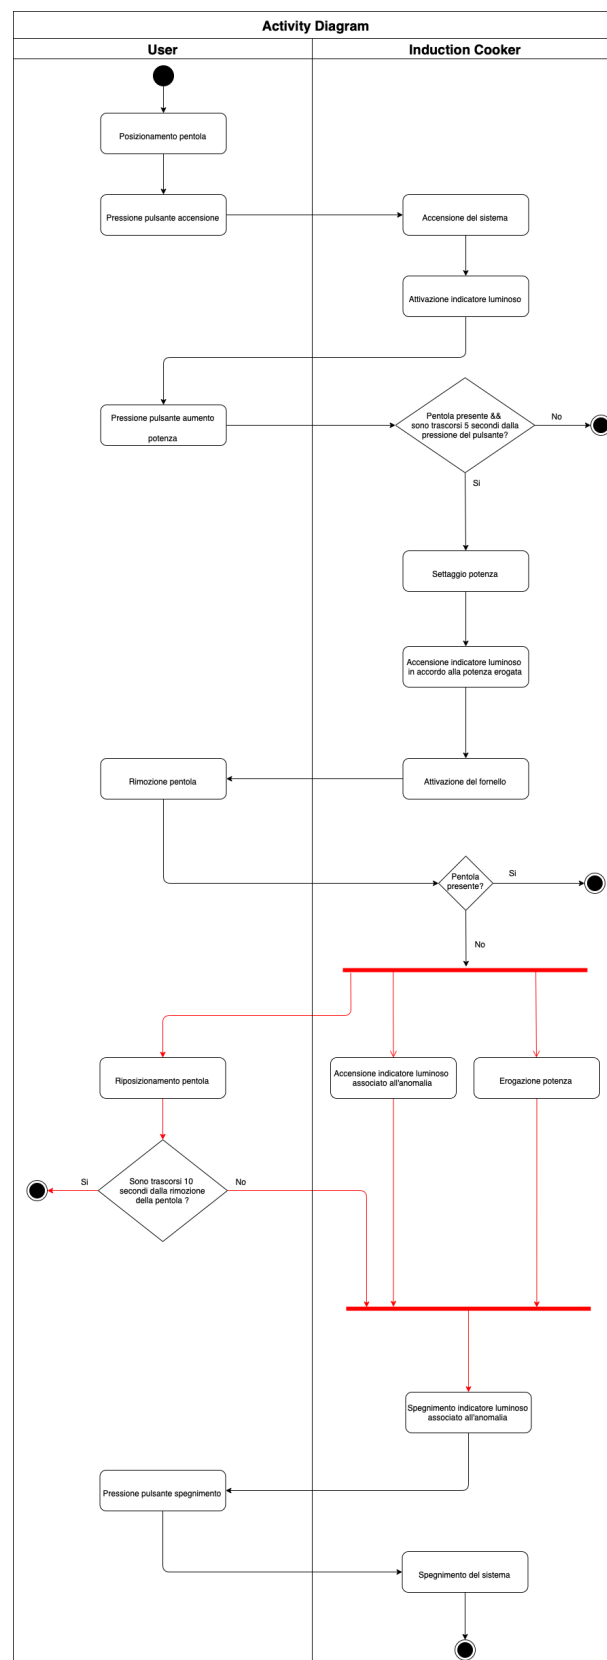 Activity Diagram
User
Induction Cooker
Posizionamento pentola
Pressione pulsante accensione
Accensione del sistema
Attivazione indicatore luminoso
Pressione pulsante aumento
potenza
Pentola presente &&
sono trascorsi 5 secondi dalla
pressione del pulsante?
No
Si
Settaggio potenza
Accensione indicatore luminoso
in accordo alla potenza erogata
Rimozione pentola
Attivazione del fornello
Pentola
presente?
Si
No
Riposizionamento pentola
Accensione indicatore luminoso
associato all'anomalia
Erogazione potenza
Si
Sono trascorsi 10
secondi dalla rimozione
della pentola ?
No
Spegnimento indicatore luminoso
associato all'anomalia
Pressione pulsante spegnimento
Spegnimento del sistema